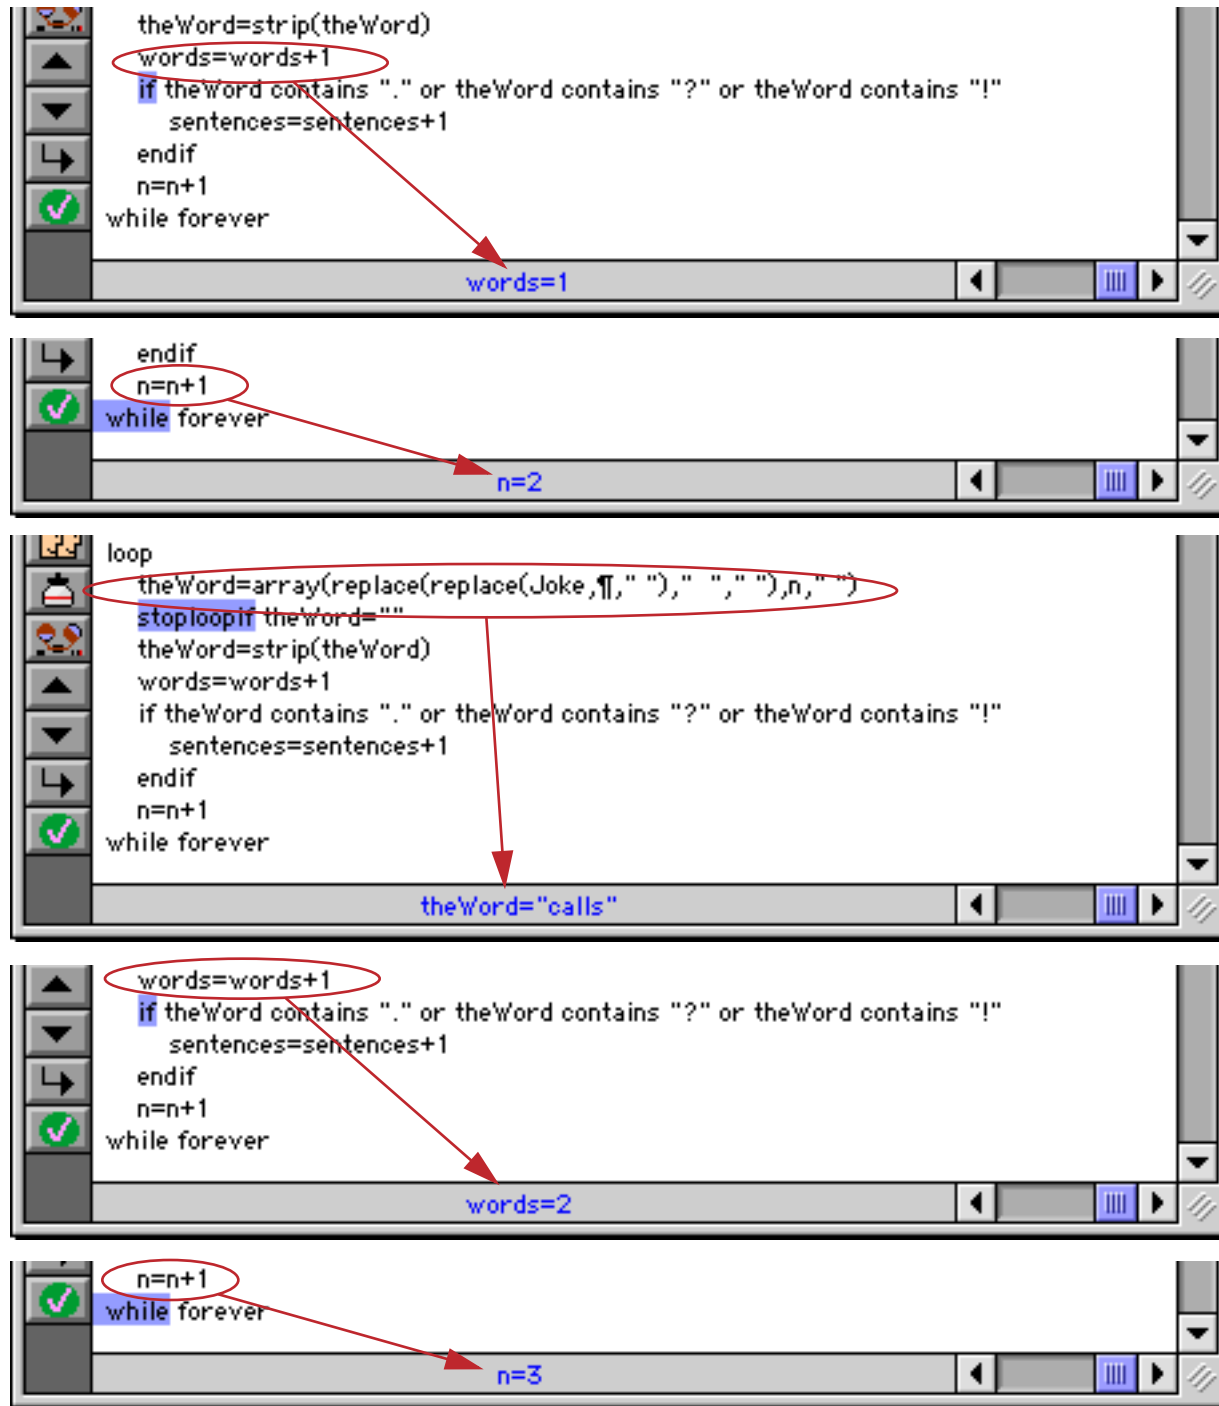 theWord=strip(theWord)
words=words+1
if theWord contains "." or theWord contains "?" or theWord contains "!"
sentences=sentences+1
endif
n=n+1
while forever
words=1
endif
n=n+1
while forever
n=2
loop
theWord=array(replace(replace(Joke,¶," "),"  "," "),n," ")
stoploopif theWord=""
theWord=strip(theWord)
words=words+1
if theWord contains "." or theWord contains "?" or theWord contains "!"
sentences=sentences+1
endif
n=n+1
while forever
theWord="calls"
words=words+1
if theWord contains "." or theWord contains "?" or theWord contains "!"
sentences=sentences+1
endif
n=n+1
while forever
words=2
n=n+1
while forever
n=3